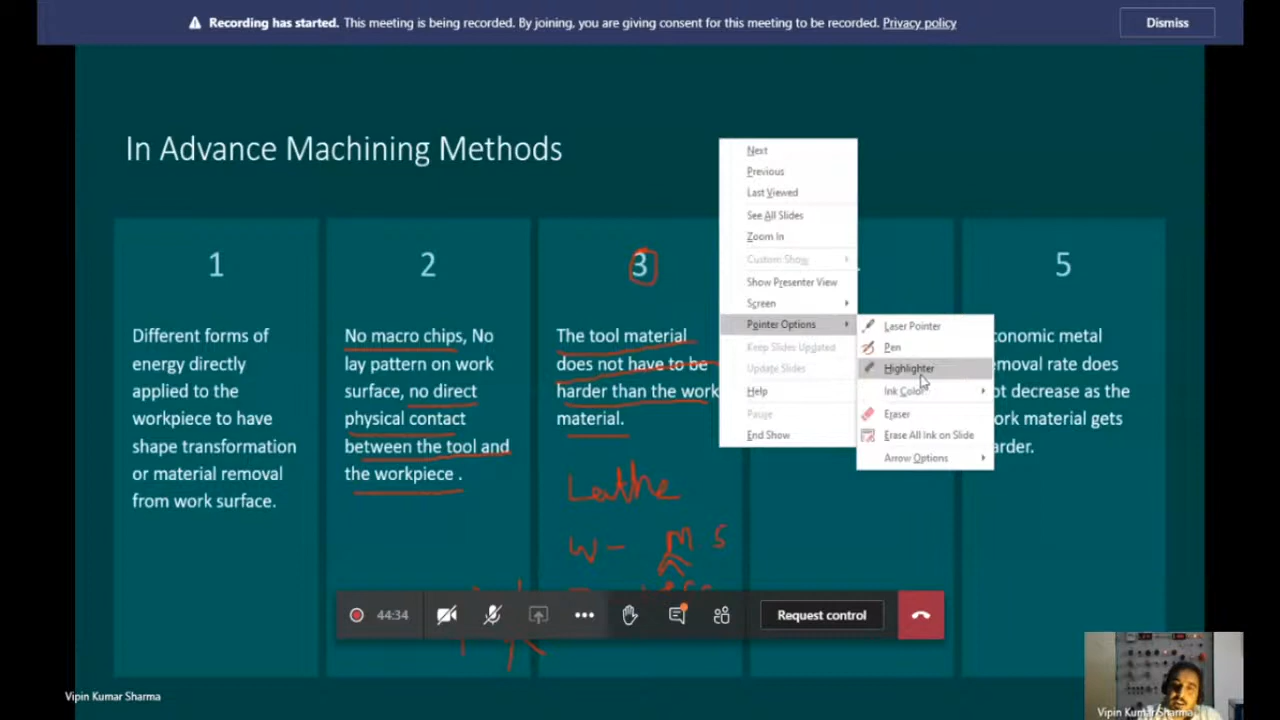 Recording has started. This meeting is being recorded. By joining, you are giving consent for this meeting to be recorded. Privacy policy
Dismiss
In Advance Machining Methods
1
Different forms of
energy directly
applied to the
workpiece to have
shape transformation
or material removal
from work surface.
2
No macro chips, No
lay pattern on work
surface, no direct
physical contact
between the tool and
the workpiece .
3
The tool material
does not have to be
harder than the work
material.
Lathe
W - M S
Next
Previous
Last Viewed
See All Slides
Zoom In
Custom Show
Show Presenter View
Screen
Pointer Options
Keep Slides Updated
Update Slides
Help
Pause
End Show
Laser Pointer
Pen
Highlighter
Ink Color
Eraser
Erase All Ink on Slide
Arrow Options
5
conomic metal
emoval rate does
ot decrease as the
ork material gets
arder.
44:34
Request control
Vipin Kumar Sharma
Vipin Kumar Sharma